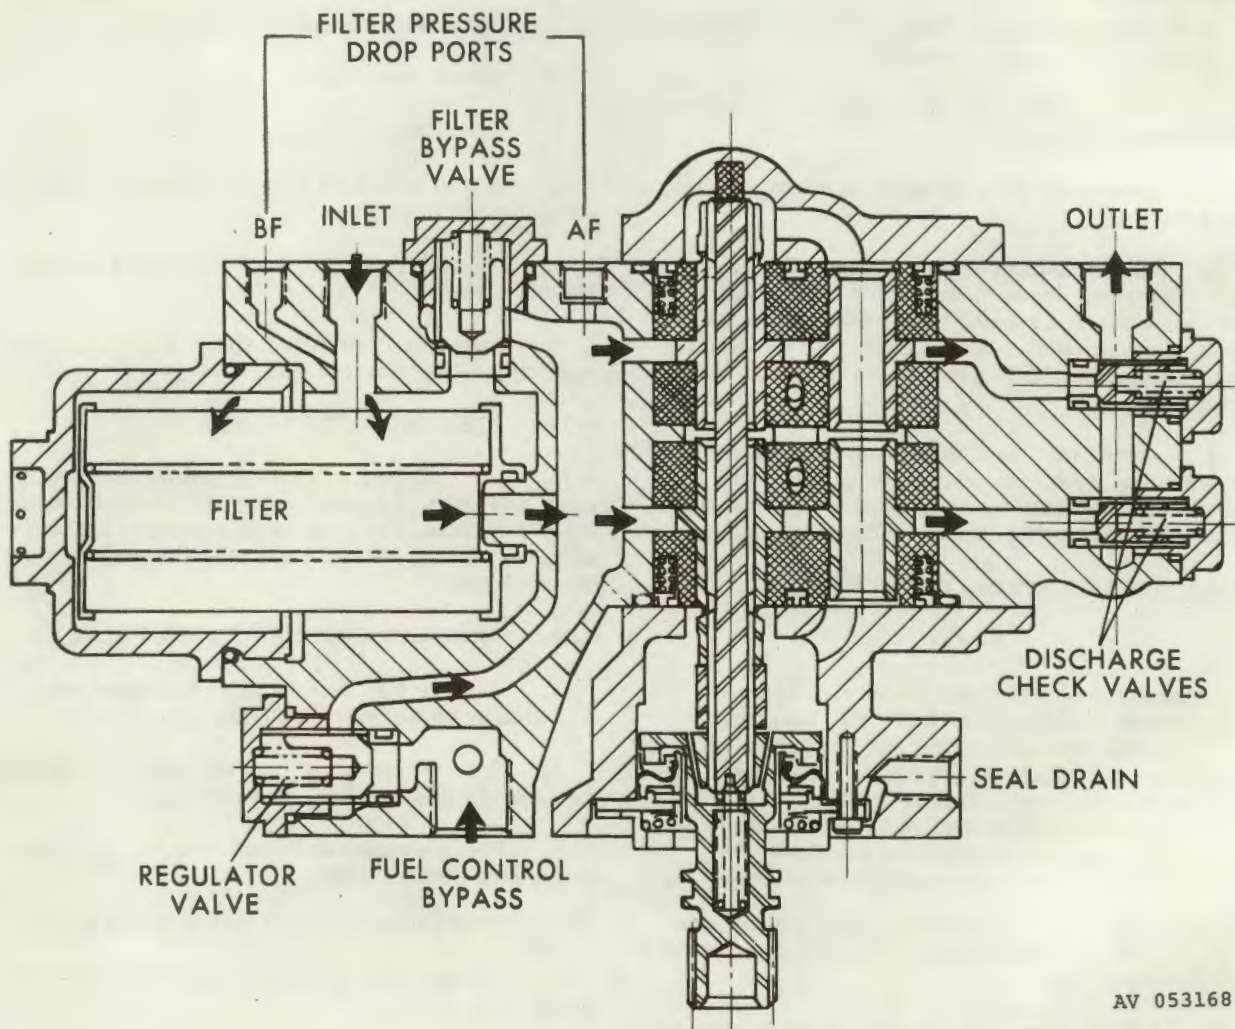 FILTER PRESSURE
DROP PORTS
FILTER
BYPASS
VALVE
BF
INLET
AF
OUTLET
FILTER
DISCHARGE
CHECK VALVES
SEAL DRAIN
REGULATOR
VALVE
FUEL CONTROL
BYPASS
AV 053168